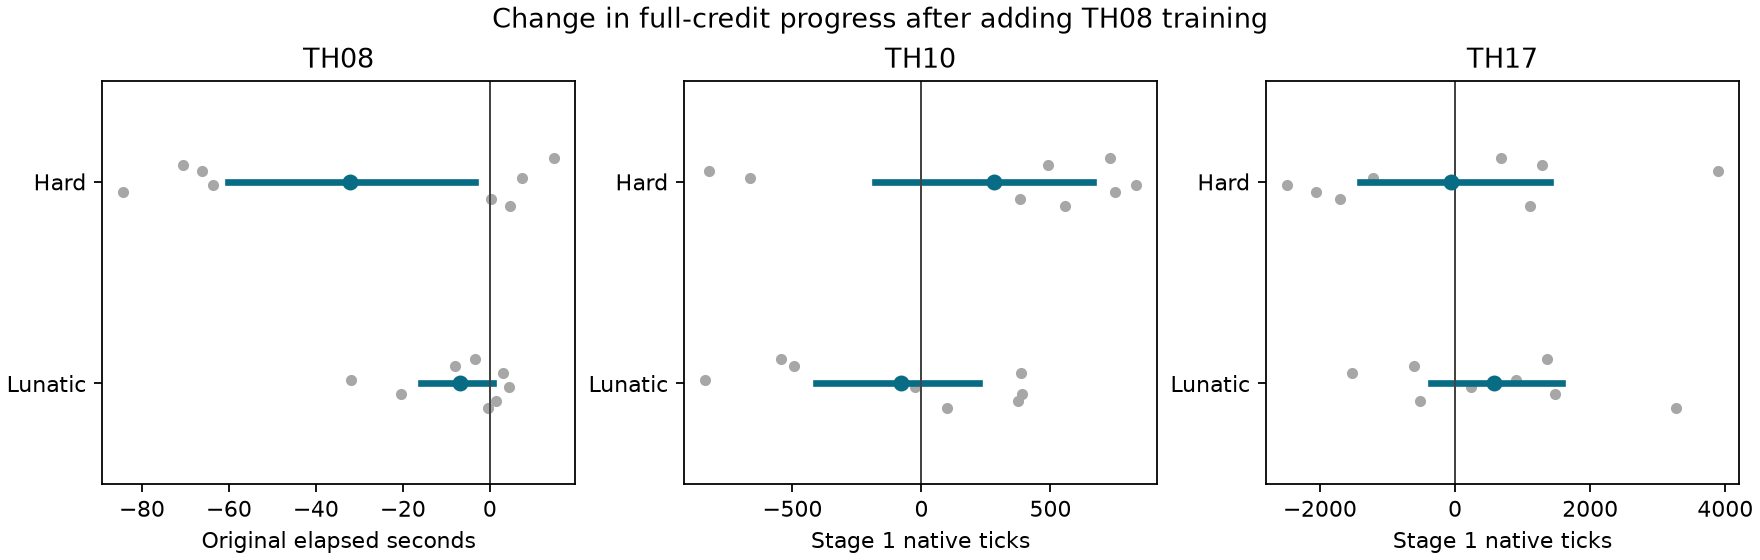 Change in full-credit progress after adding TH08 training
TH08
TH10
TH17
Hard
Lunatic
−80
−60
−40
−20
0
Original elapsed seconds
Hard
Lunatic
−500
0
500
Stage 1 native ticks
Hard
Lunatic
−2000
0
2000
4000
Stage 1 native ticks